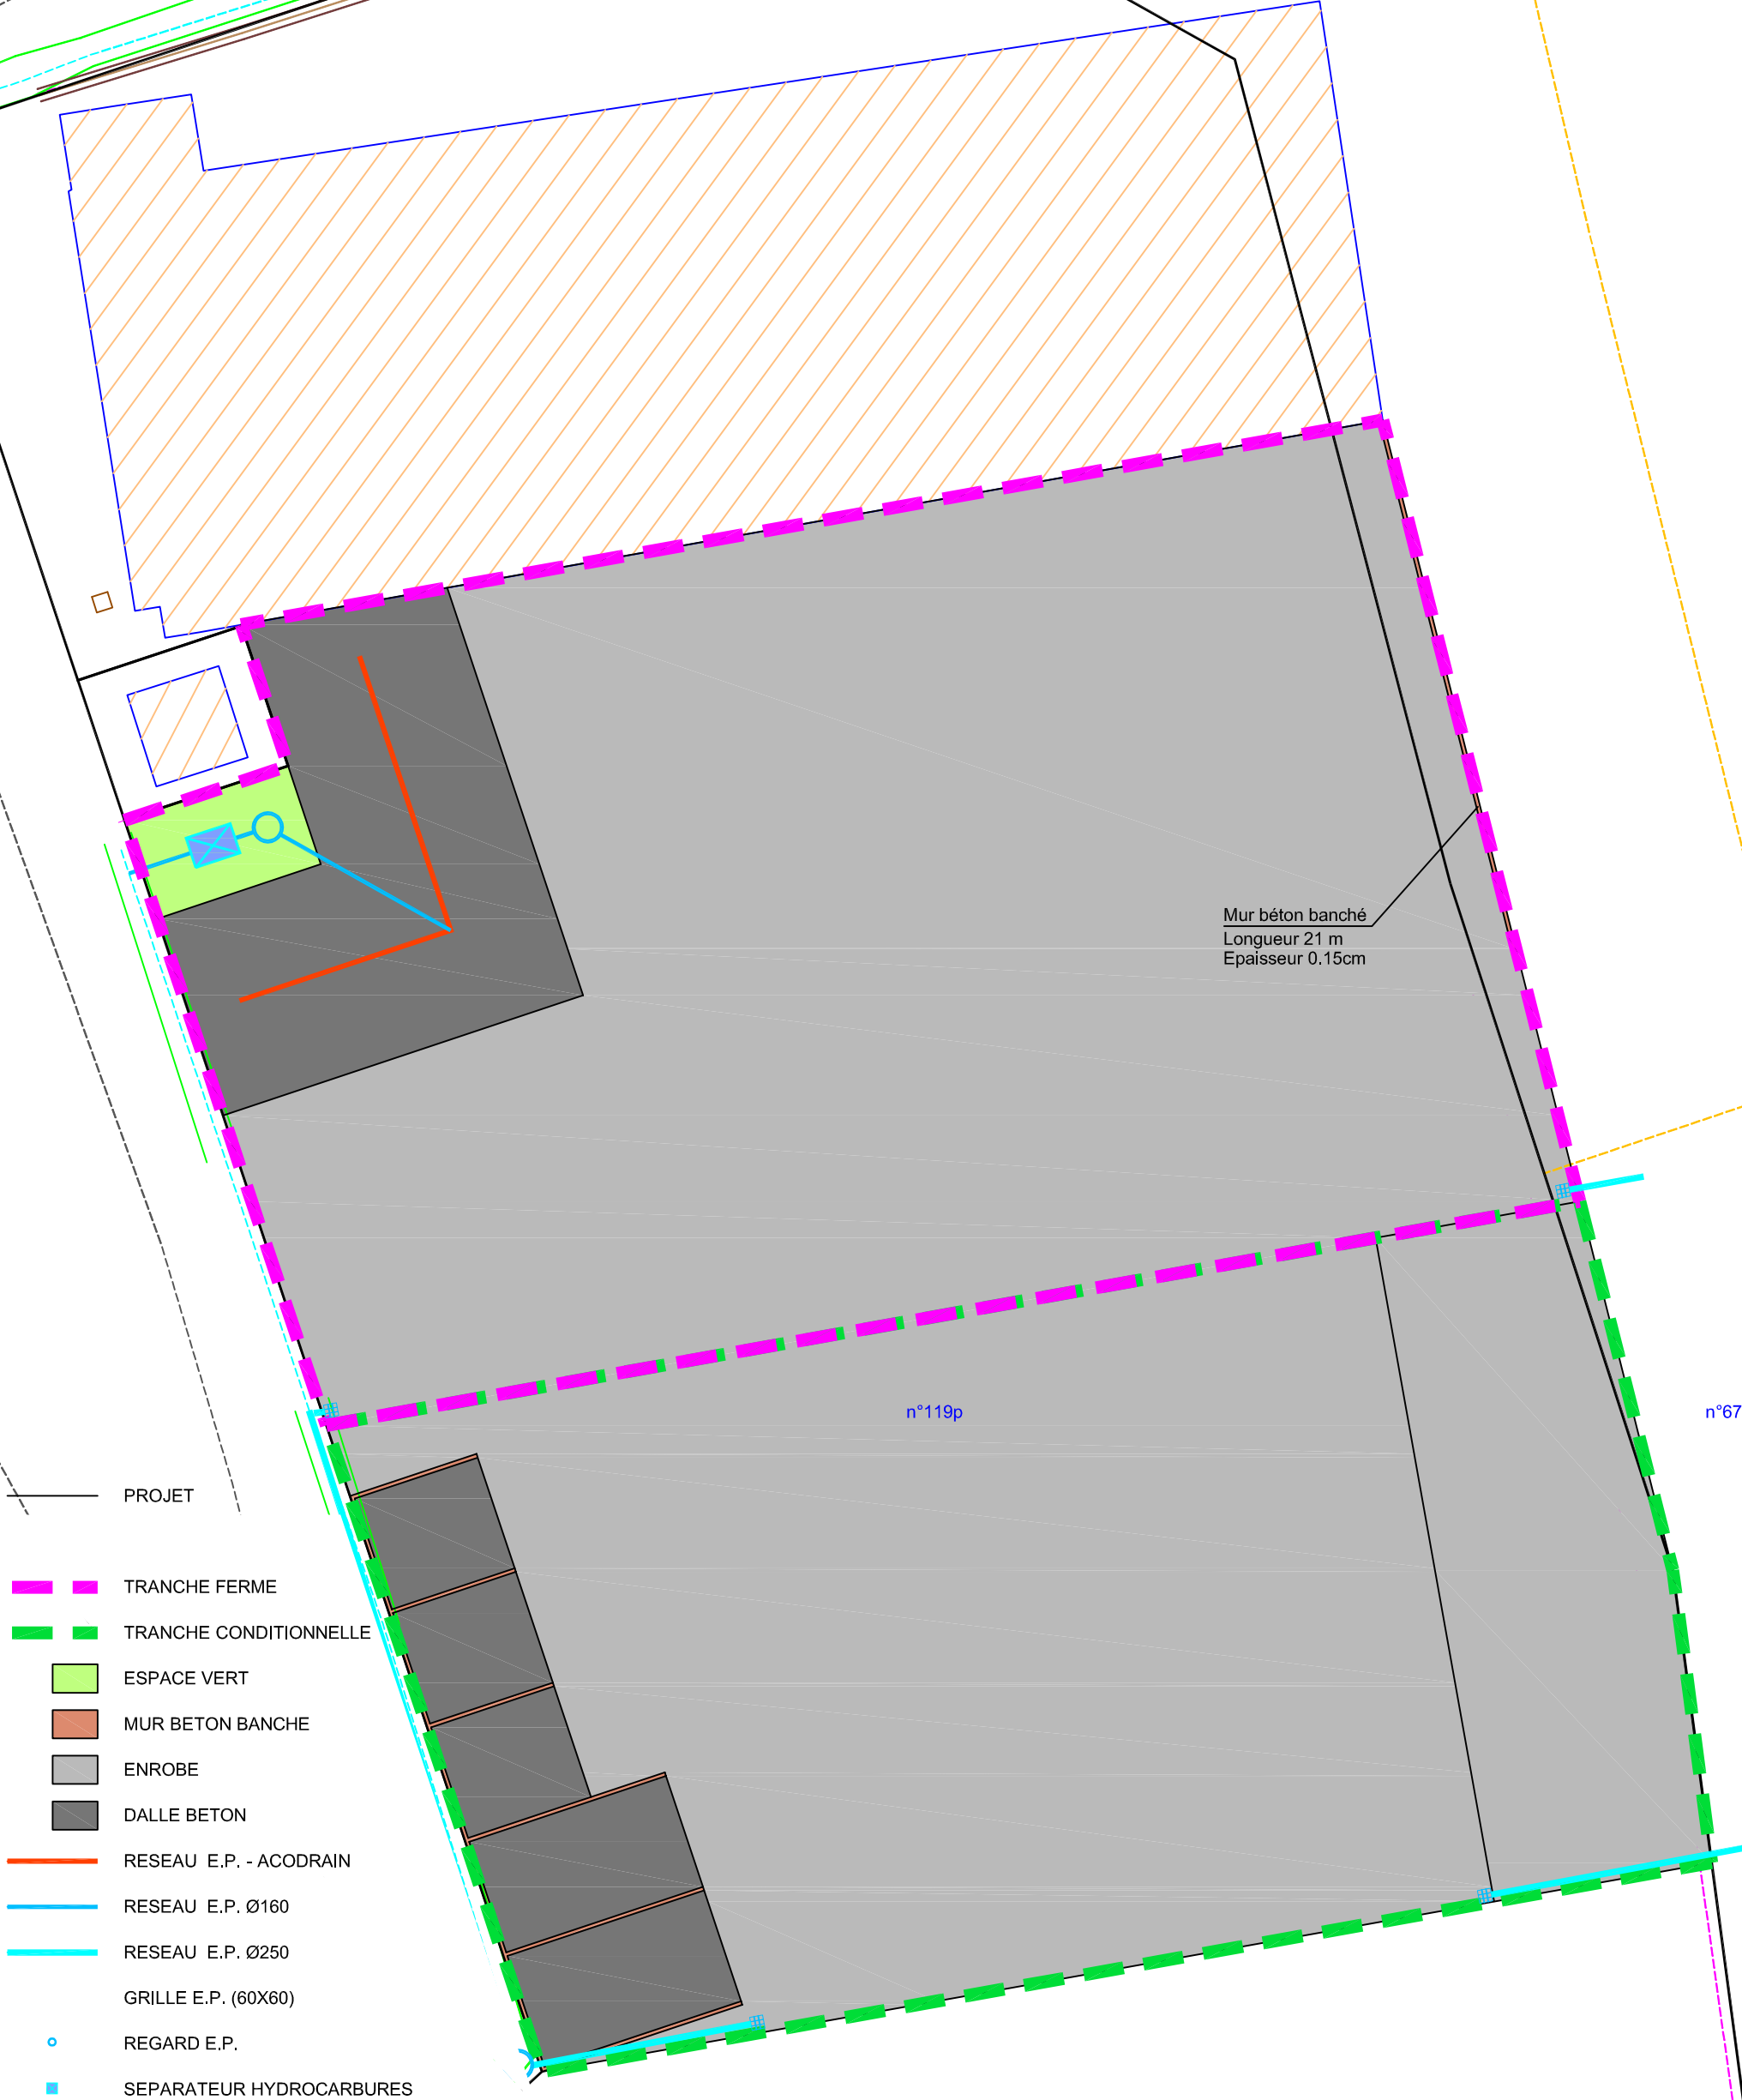 Mur béton banché
Longueur 21 m
Epaisseur 0.15cm
n°119p
n°67
PROJET
TRANCHE FERME
TRANCHE CONDITIONNELLE
ESPACE VERT
MUR BETON BANCHE
ENROBE
DALLE BETON
RESEAU E.P. - ACODRAIN
RESEAU E.P. Ø160
RESEAU E.P. Ø250
GRILLE E.P. (60X60)
REGARD E.P.
SEPARATEUR HYDROCARBURES